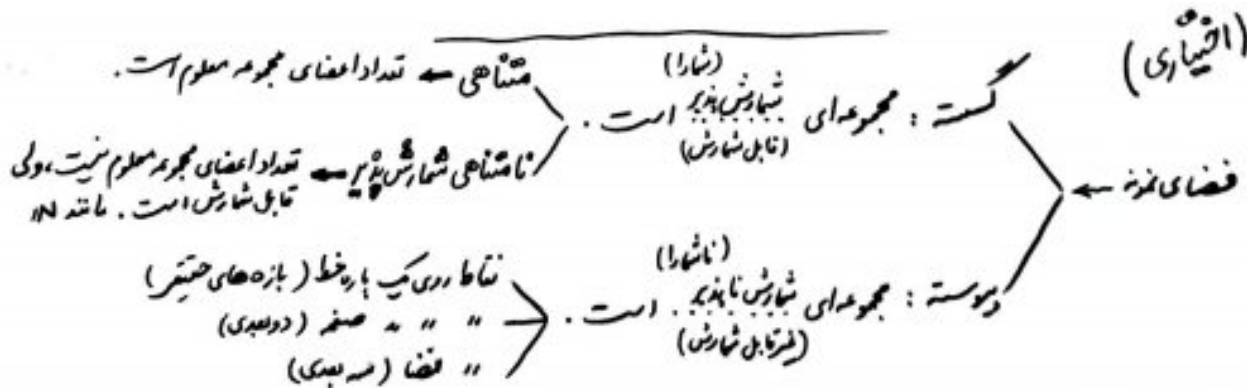 (اختیاری)
فضای نمونه ←
گسسته : مجموعه‌ای شمارش پذیر است .
(شمارا)
(قابل شمارش)
متناهی ← تعداد اعضای مجموعه معلوم است.
نامتناهی شمارش پذیر ← تعداد اعضای مجموعه معلوم نیست، ولی
قابل شمارش است . مانند N
پیوسته : مجموعه‌ای شمارش ناپذیر است .
(ناشمارا)
(غیر قابل شمارش)
نقاط روی یک پاره خط ( بازه های حقیقی)
〃 〃 〃 صفحه (دوبعدی)
〃 فضا (سه بعدی)